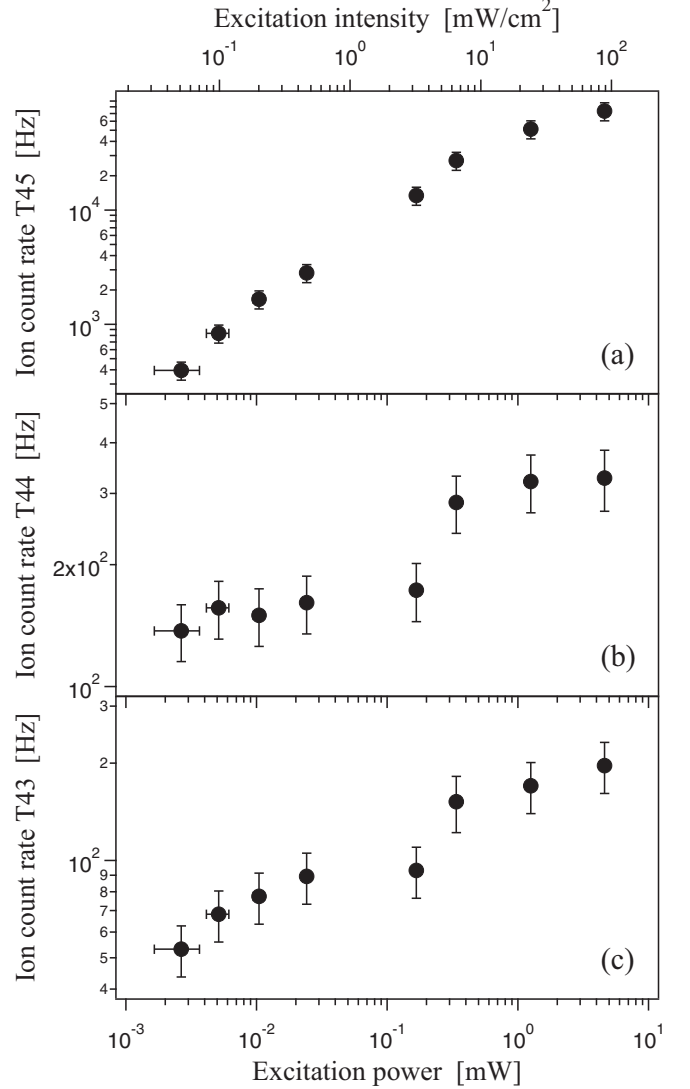 Excitation intensity [mW/cm²]
10⁻¹ 10⁰ 10¹ 10²
Ion count rate T45 [Hz]
6
4
2
10⁴
6
4
2
10³
6
4
(a)
Ion count rate T44 [Hz]
5
4
3
2x10²
10²
(b)
Ion count rate T43 [Hz]
3
2
10²
9
8
7
6
5
4
(c)
10⁻³ 10⁻² 10⁻¹ 10⁰ 10¹
Excitation power [mW]